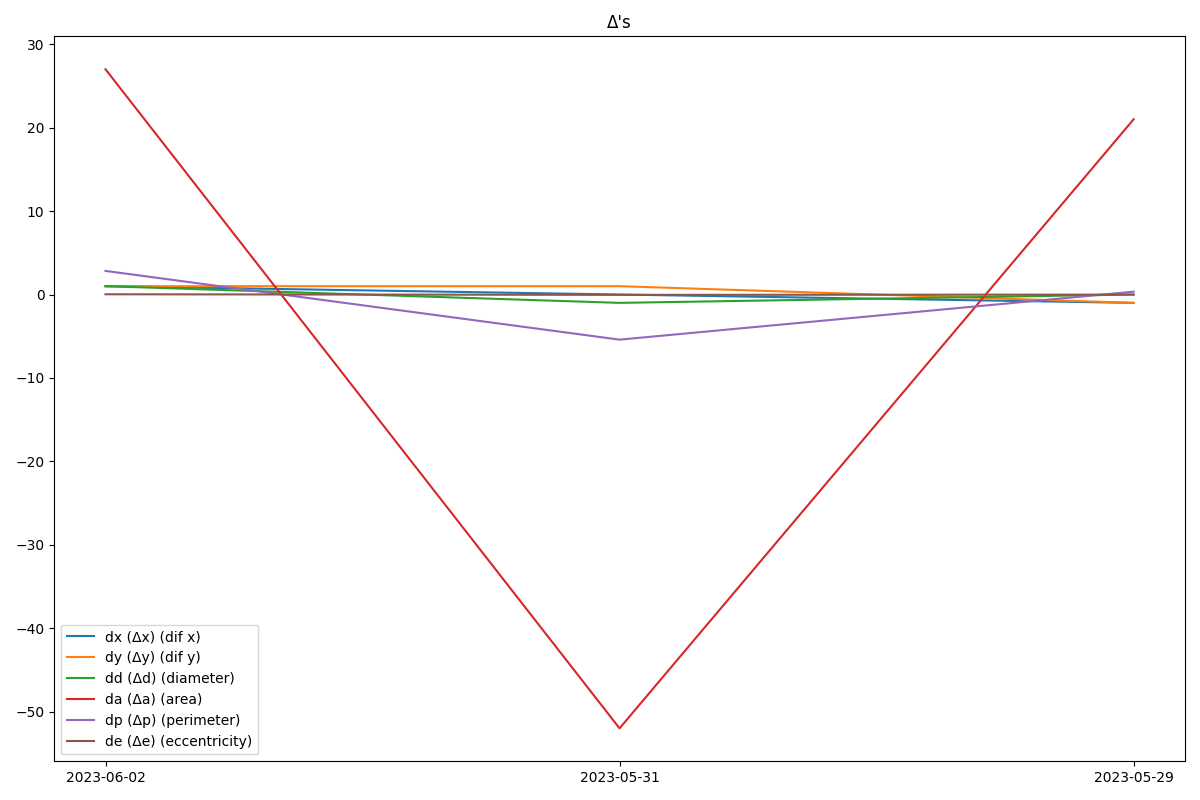 Δ's
30
20
10
0
−10
−20
−30
−40
−50
dx (Δx) (dif x)
dy (Δy) (dif y)
dd (Δd) (diameter)
da (Δa) (area)
dp (Δp) (perimeter)
de (Δe) (eccentricity)
2023-06-02 2023-05-31 2023-05-29